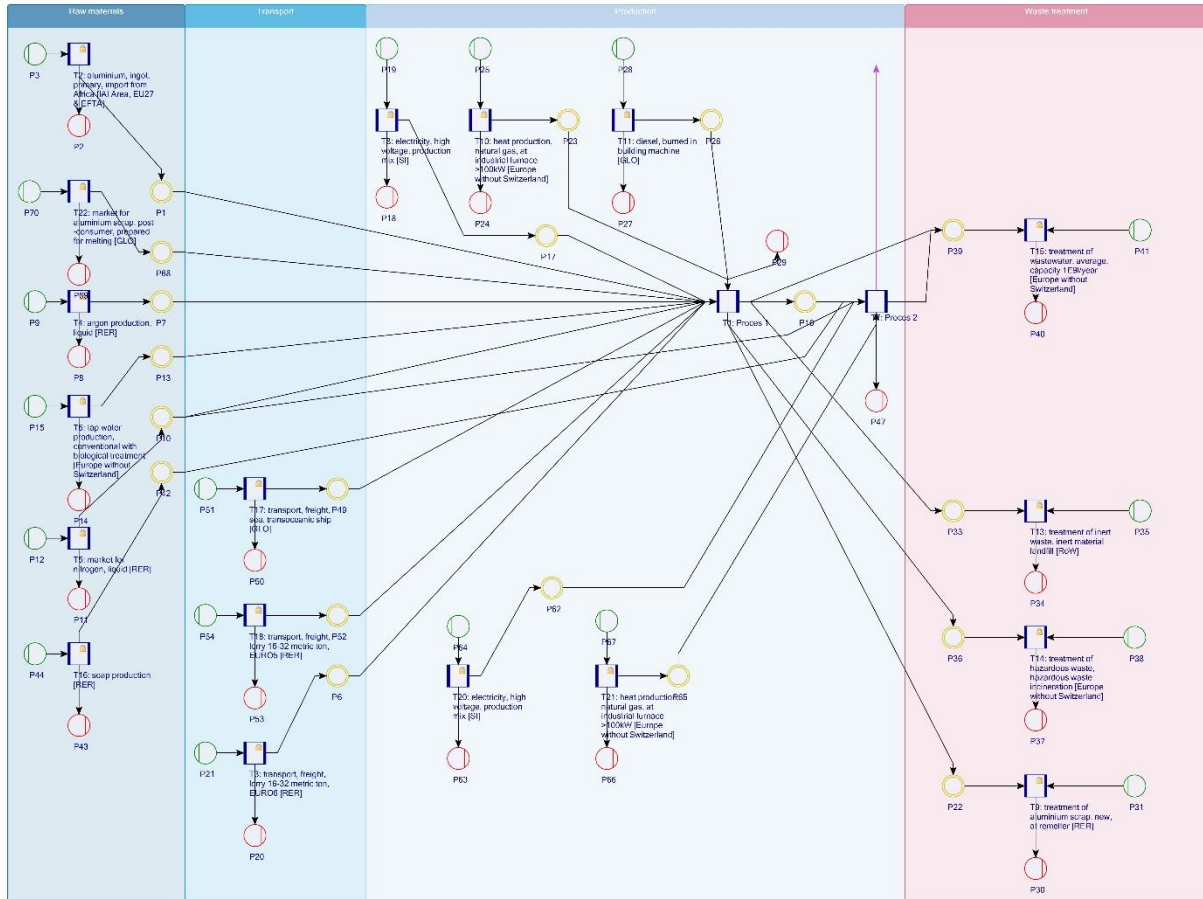 Raw materials
Transport
Production
Waste treatment
P3
T2: aluminium, ingot,
primary, import from
Africa [IAI Area, EU27
& EFTA]
P2
P1
P70
T22: market for
aluminium scrap, post
-consumer, prepared
for melting [GLO]
P68
P69
P9
T4: argon production,
liquid [RER]
P7
P8
P13
P15
T6: tap water
production,
conventional with
biological treatment
[Europe without
Switzerland]
P10
P42
P14
P12
T5: market for
nitrogen, liquid [RER]
P11
P44
T16: soap production
[RER]
P43
P51
T17: transport, freight,
sea, transoceanic ship
[GLO]
P49
P50
P54
T18: transport, freight,
lorry 16-32 metric ton,
EURO5 [RER]
P52
P53
P6
P21
T3: transport, freight,
lorry 16-32 metric ton,
EURO6 [RER]
P20
P19
electricity, high
voltage, production
mix [SI]
P18
P17
P25
T10: heat production,
natural gas, at
industrial furnace
>100kW [Europe
without Switzerland]
P23
P24
P28
T11: diesel, burned in
building machine
[GLO]
P26
P27
P29
T1: Proces 1
Proces 2
P47
P62
P64
T20: electricity, high
voltage, production
mix [SI]
P63
P67
T21: heat production,
natural gas, at
industrial furnace
>100kW [Europe
without Switzerland]
P65
P66
P39
treatment of
wastewater, average,
capacity 1E9l/year
[Europe without
Switzerland]
P41
P40
P33
T13: treatment of inert
waste, inert material
landfill [RoW]
P35
P34
P36
T14: treatment of
hazardous waste,
hazardous waste
incineration [Europe
without Switzerland]
P38
P37
P22
T9: treatment of
aluminium scrap, new,
at remelter [RER]
P31
P30